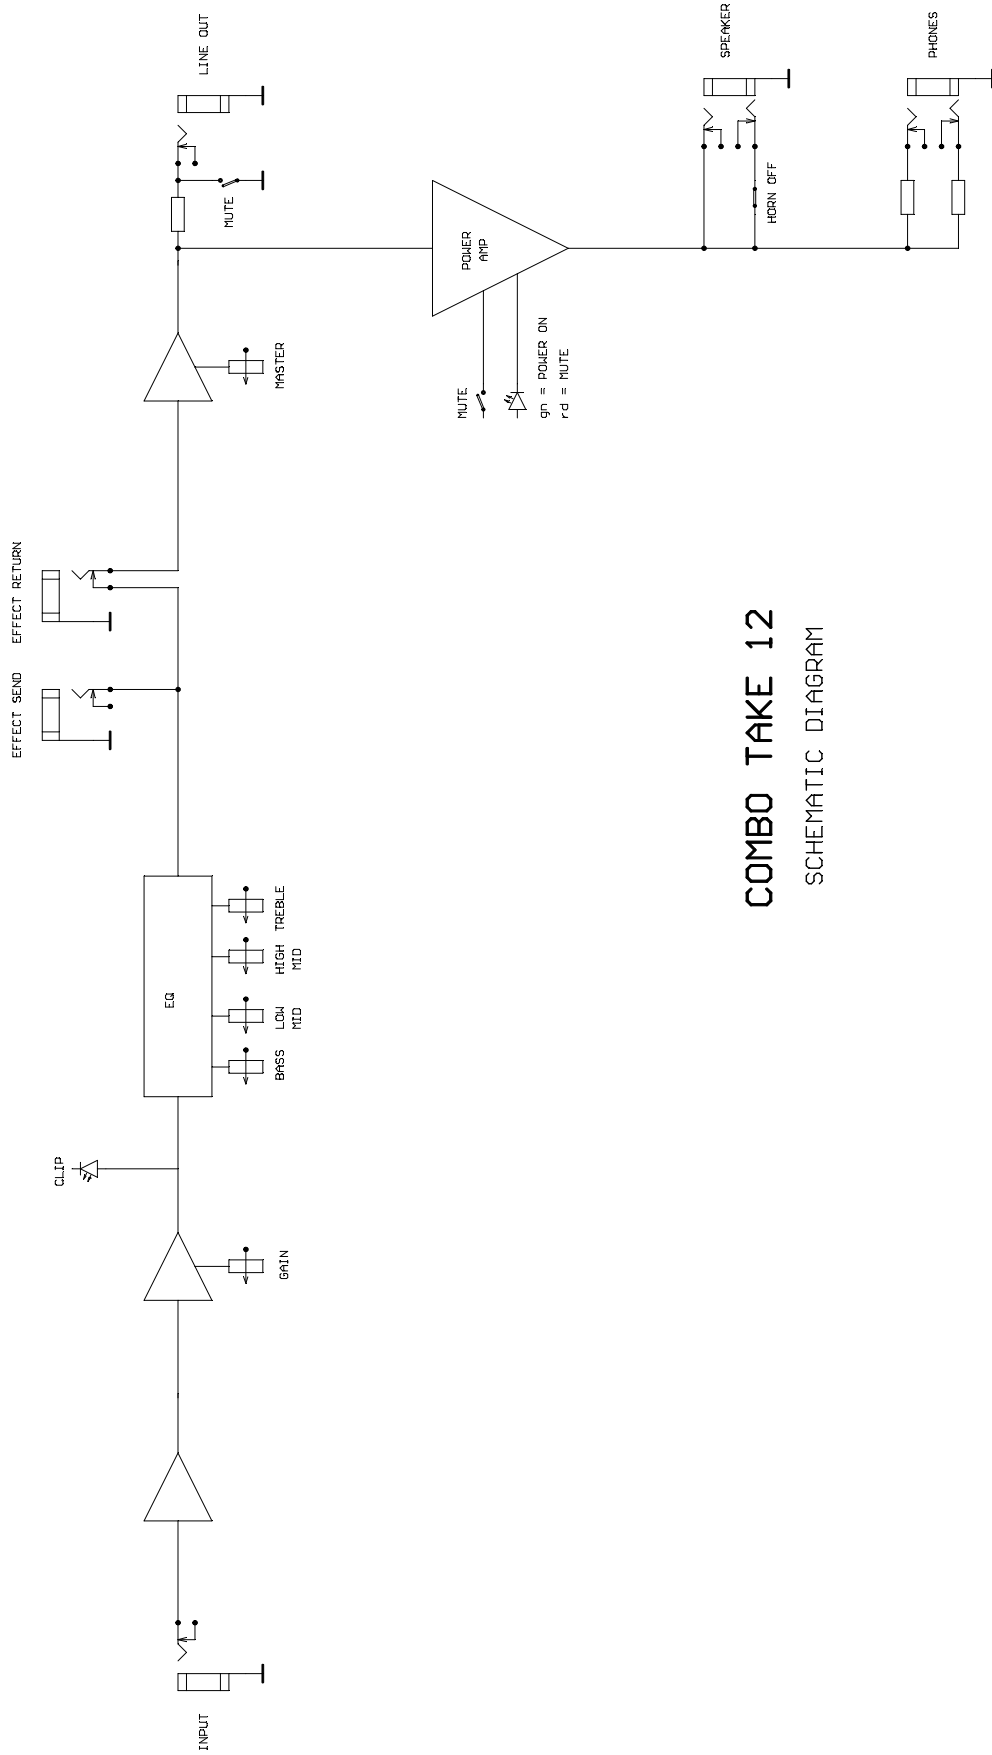 INPUT
GAIN
CLIP
EQ
BASS
LOW
MID
HIGH
MID
TREBLE
EFFECT SEND
EFFECT RETURN
MASTER
MUTE
LINE OUT
POWER
AMP
MUTE
gn = POWER ON
rd = MUTE
HORN OFF
SPEAKER
PHONES
COMBO TAKE 12
SCHEMATIC DIAGRAM